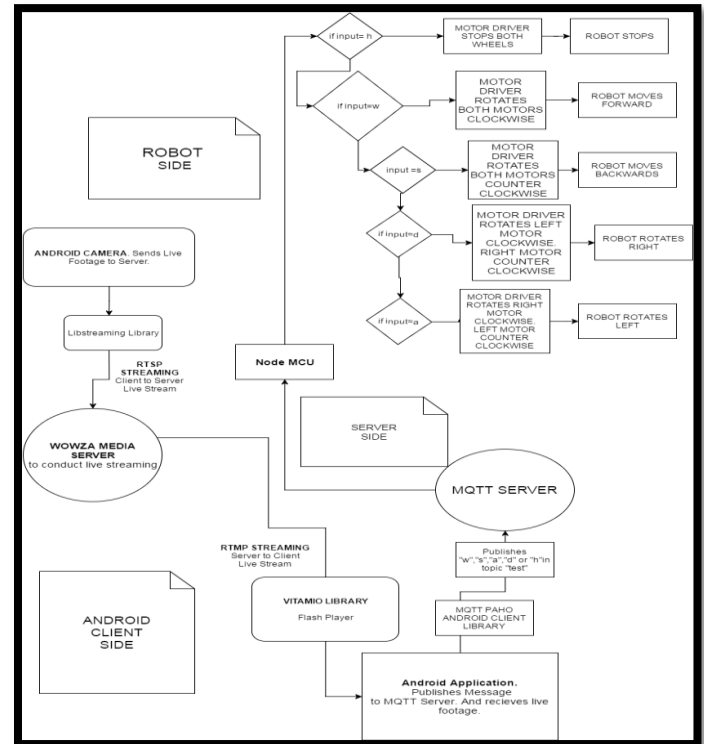 if input= h
MOTOR DRIVER
STOPS BOTH
WHEELS
ROBOT STOPS
if input=w
MOTOR
DRIVER
ROTATES
BOTH MOTORS
CLOCKWISE
ROBOT MOVES
FORWARD
ROBOT
SIDE
input =s
MOTOR
DRIVER
ROTATES
BOTH MOTORS
COUNTER
CLOCKWISE
ROBOT MOVES
BACKWARDS
if input=d
MOTOR DRIVER
ROTATES LEFT
MOTOR
CLOCKWISE.
RIGHT MOTOR
COUNTER
CLOCKWISE
ROBOT ROTATES
RIGHT
if input=a
MOTOR DRIVER
ROTATES RIGHT
MOTOR
CLOCKWISE.
LEFT MOTOR
COUNTER
CLOCKWISE
ROBOT ROTATES
LEFT
ANDROID CAMERA. Sends Live
Footage to Server.
Libstreaming Library
RTSP
STREAMING
Client to Server
Live Stream
Node MCU
WOWZA MEDIA
SERVER
to conduct live streaming
SERVER
SIDE
MQTT SERVER
RTMP STREAMING
Server to Client
Live Stream
Publishes
"w","s","a","d" or "h"in
topic "test"
VITAMIO LIBRARY
Flash Player
MQTT PAHO
ANDROID CLIENT
LIBRARY
ANDROID
CLIENT
SIDE
Android Application.
Publishes Message
to MQTT Server. And recieves live
footage.